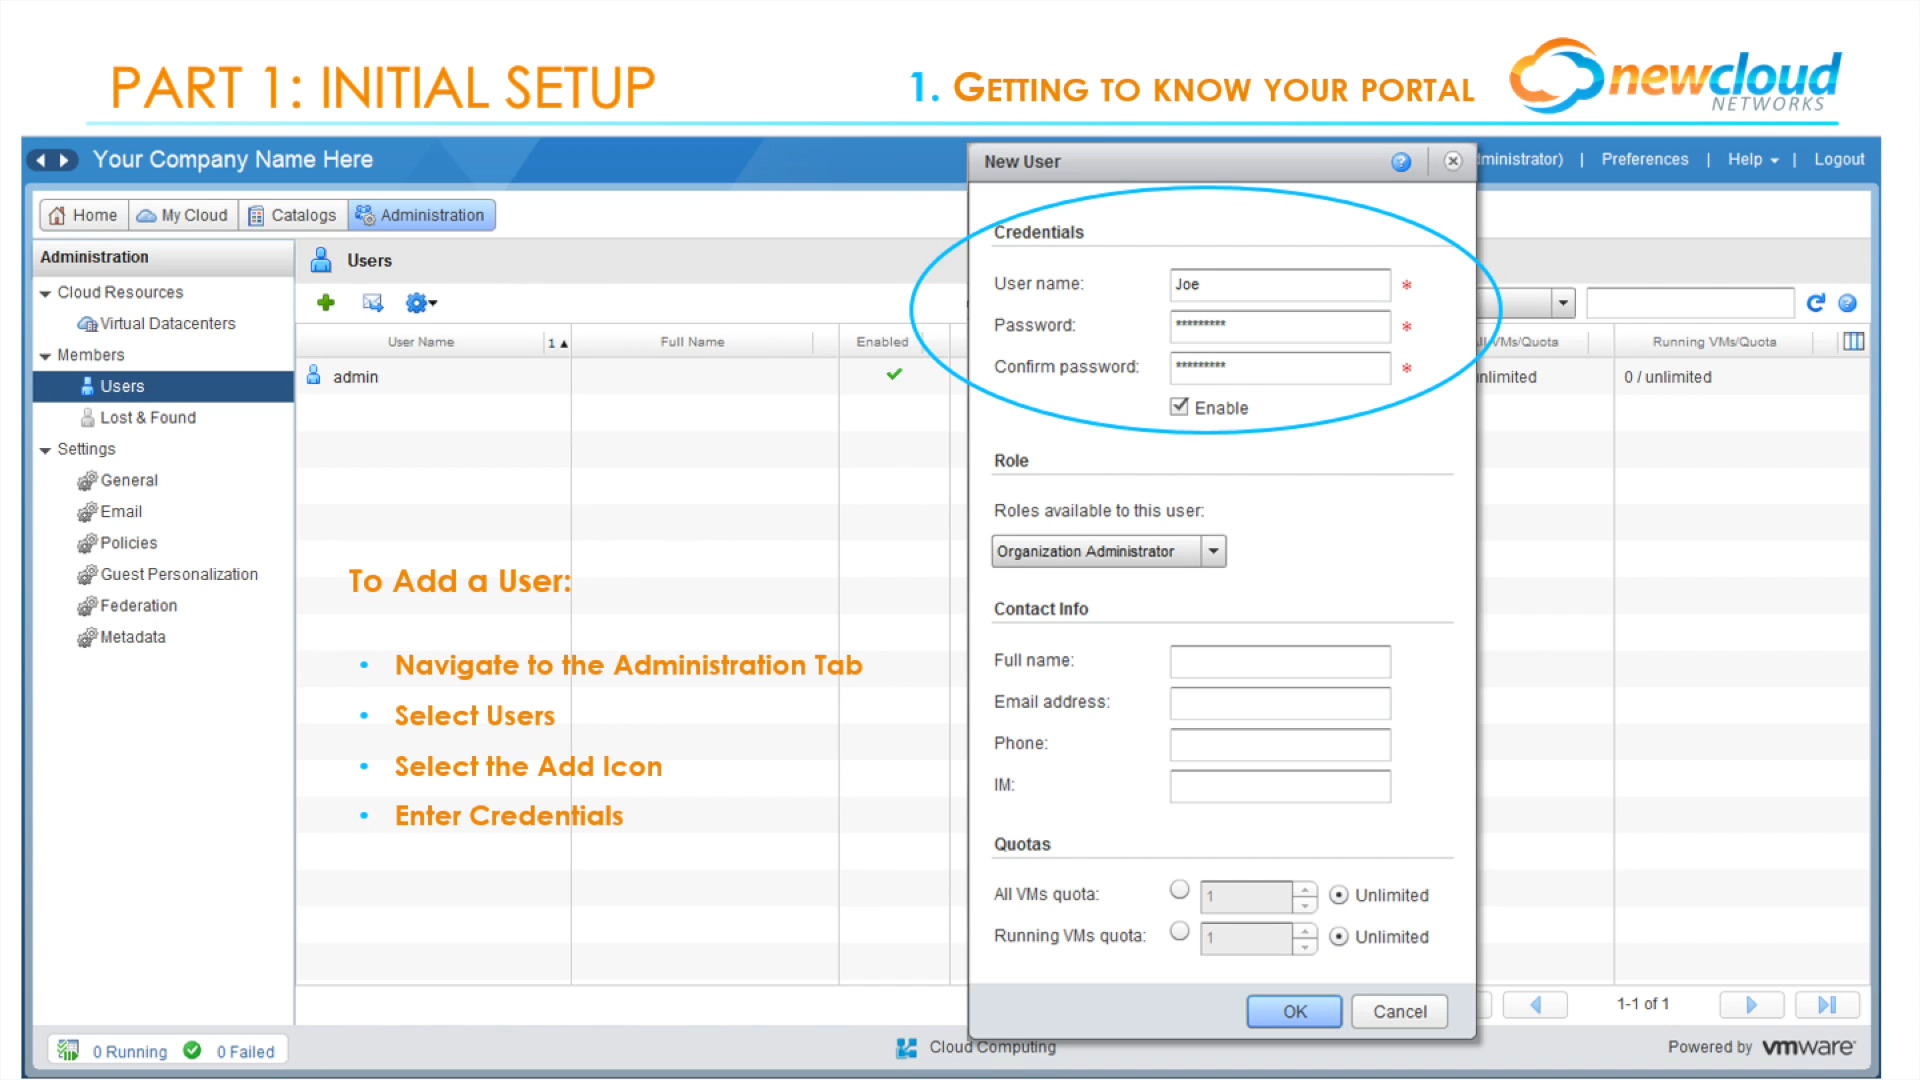 PART 1: INITIAL SETUP
1. GETTING TO KNOW YOUR PORTAL
newcloud
NETWORKS
Your Company Name Here
New User
ministrator) | Preferences | Help | Logout
Home
My Cloud
Catalogs
Administration
Administration
Cloud Resources
Virtual Datacenters
Members
Users
Lost & Found
Settings
General
Email
Policies
Guest Personalization
Federation
Metadata
Users
User Name 1 ▲ Full Name Enabled
VMs/Quota Running VMs/Quota
admin
nlimited 0 / unlimited
To Add a User:
• Navigate to the Administration Tab
• Select Users
• Select the Add Icon
• Enter Credentials
Credentials
User name: Joe *
Password: ********* *
Confirm password: ********* *
Enable
Role
Roles available to this user:
Organization Administrator
Contact Info
Full name:
Email address:
Phone:
IM:
Quotas
All VMs quota: 1 Unlimited
Running VMs quota: 1 Unlimited
OK Cancel
1-1 of 1
0 Running 0 Failed
Cloud Computing
Powered by vmware